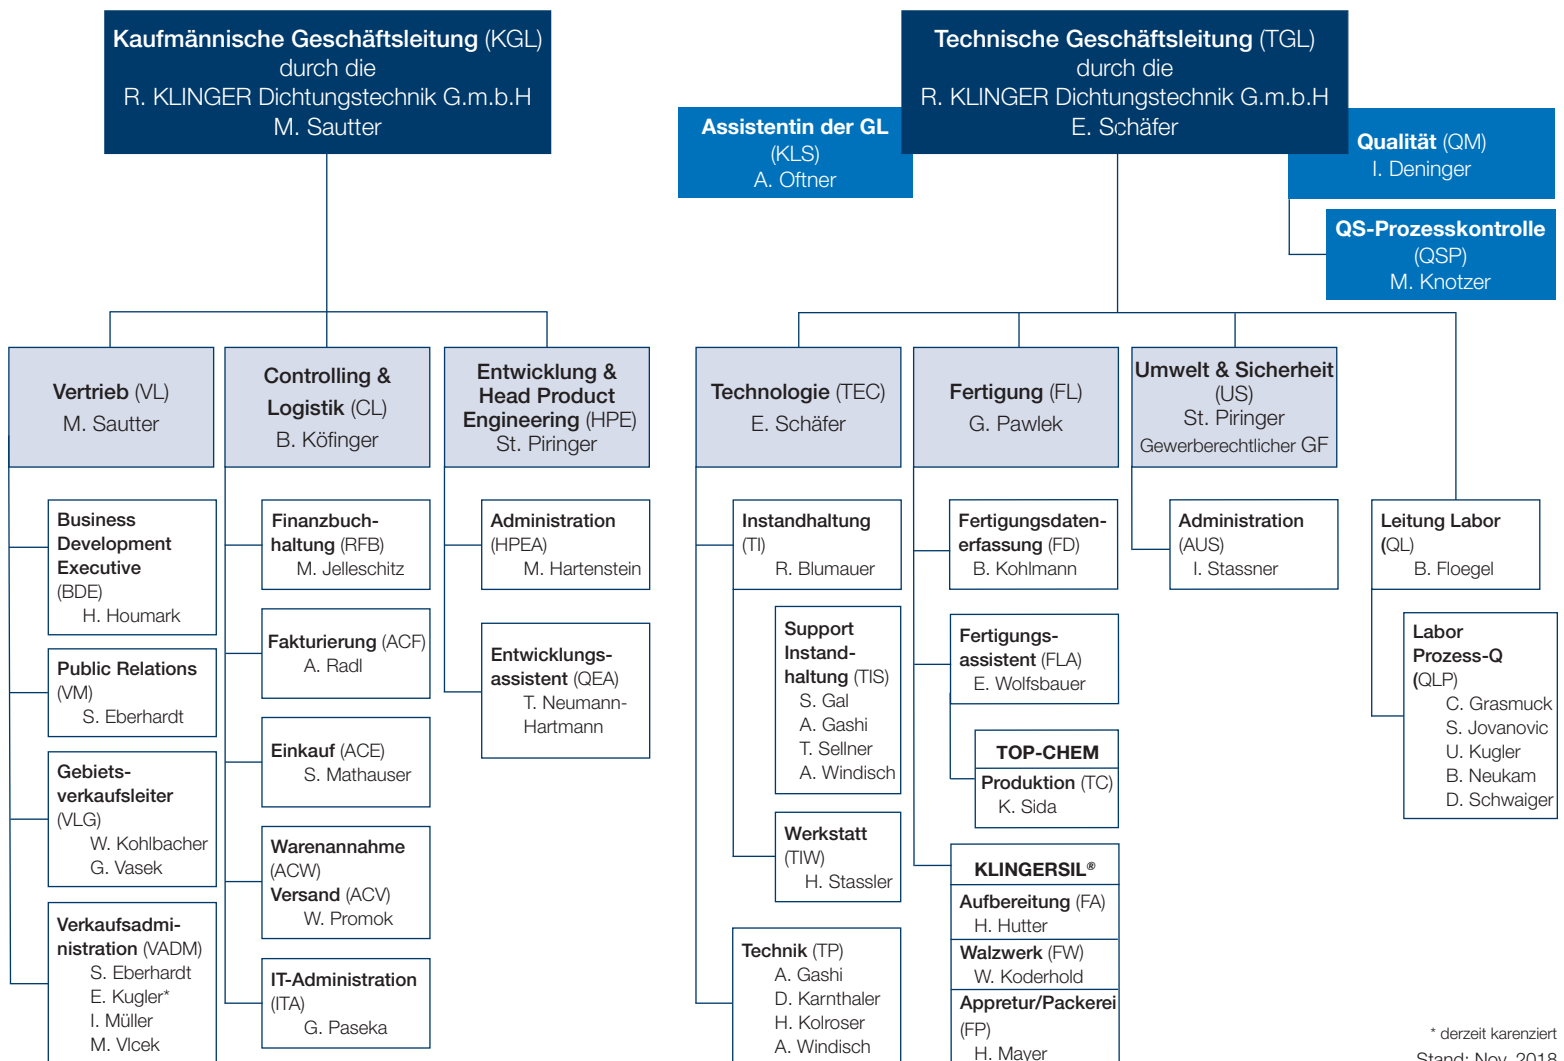 Kaufmännische Geschäftsleitung (KGL)
durch die
R. KLINGER Dichtungstechnik G.m.b.H
M. Sautter
Technische Geschäftsleitung (TGL)
durch die
R. KLINGER Dichtungstechnik G.m.b.H
E. Schäfer
Assistentin der GL
(KLS)
A. Oftner
Qualität (QM)
I. Deninger
QS-Prozesskontrolle
(QSP)
M. Knotzer
Vertrieb (VL)
M. Sautter
Business
Development
Executive
(BDE)
H. Houmark
Public Relations
(VM)
S. Eberhardt
Gebiets-
verkaufsleiter
(VLG)
W. Kohlbacher
G. Vasek
Verkaufsadmi-
nistration (VADM)
S. Eberhardt
E. Kugler*
I. Müller
M. Vlcek
Controlling &
Logistik (CL)
B. Köfinger
Finanzbuch-
haltung (RFB)
M. Jelleschitz
Fakturierung (ACF)
A. Radl
Einkauf (ACE)
S. Mathauser
Warenannahme
(ACW)
Versand (ACV)
W. Promok
IT-Administration
(ITA)
G. Paseka
Entwicklung &
Head Product
Engineering (HPE)
St. Piringer
Administration
(HPEA)
M. Hartenstein
Entwicklungs-
assistent (QEA)
T. Neumann-
Hartmann
Technologie (TEC)
E. Schäfer
Instandhaltung
(TI)
R. Blumauer
Support
Instand-
haltung (TIS)
S. Gal
A. Gashi
T. Sellner
A. Windisch
Werkstatt
(TIW)
H. Stassler
Technik (TP)
A. Gashi
D. Karnthaler
H. Kolroser
A. Windisch
Fertigung (FL)
G. Pawlek
Fertigungsdaten-
erfassung (FD)
B. Kohlmann
Fertigungs-
assistent (FLA)
E. Wolfsbauer
TOP-CHEM
Produktion (TC)
K. Sida
KLINGERSIL®
Aufbereitung (FA)
H. Hutter
Walzwerk (FW)
W. Koderhold
Appretur/Packerei
(FP)
H. Mayer
Umwelt & Sicherheit
(US)
St. Piringer
Gewerberechtlicher GF
Administration
(AUS)
I. Stassner
Leitung Labor
(QL)
B. Floegel
Labor
Prozess-Q
(QLP)
C. Grasmuck
S. Jovanovic
U. Kugler
B. Neukam
D. Schwaiger
* derzeit karenziert
Stand: Nov. 2018